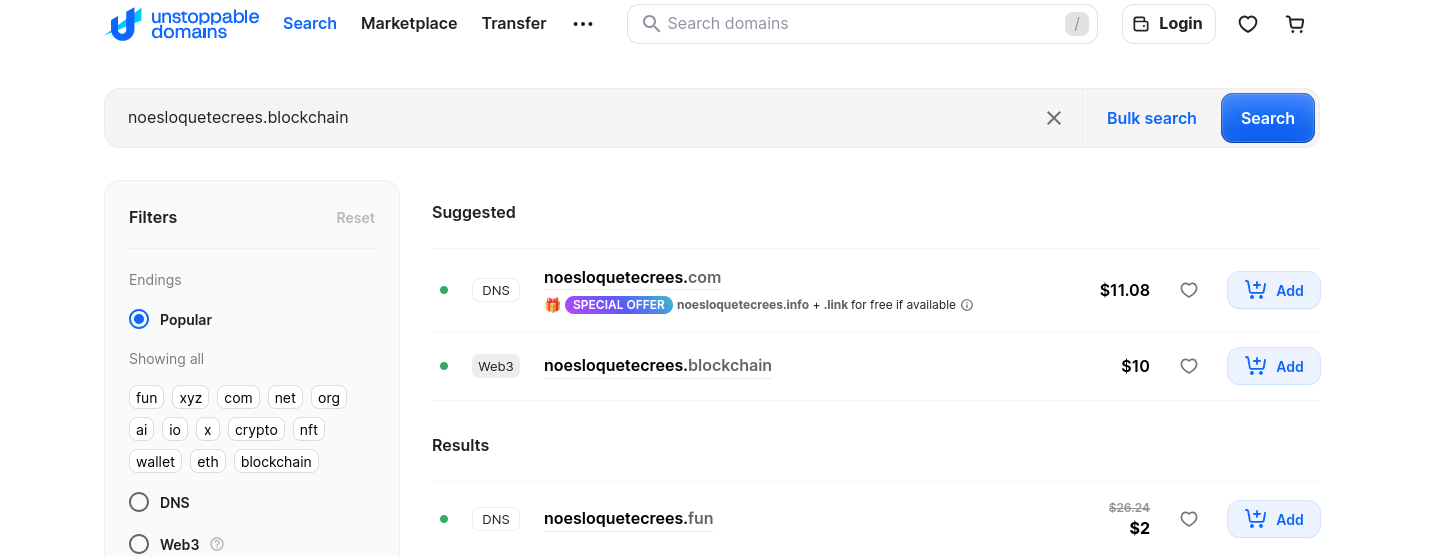 unstoppable domains Search Marketplace Transfer ••• Search domains / Login
noesloquetecrees.blockchain Bulk search Search
Filters Reset
Endings
Popular
Showing all
fun xyz com net org
ai io x crypto nft
wallet eth blockchain
DNS
Web3
Suggested
DNS noesloquetecrees.com $11.08 Add
SPECIAL OFFER noesloquetecrees.info + .link for free if available
Web3 noesloquetecrees.blockchain $10 Add
Results
DNS noesloquetecrees.fun $26.24 $2 Add